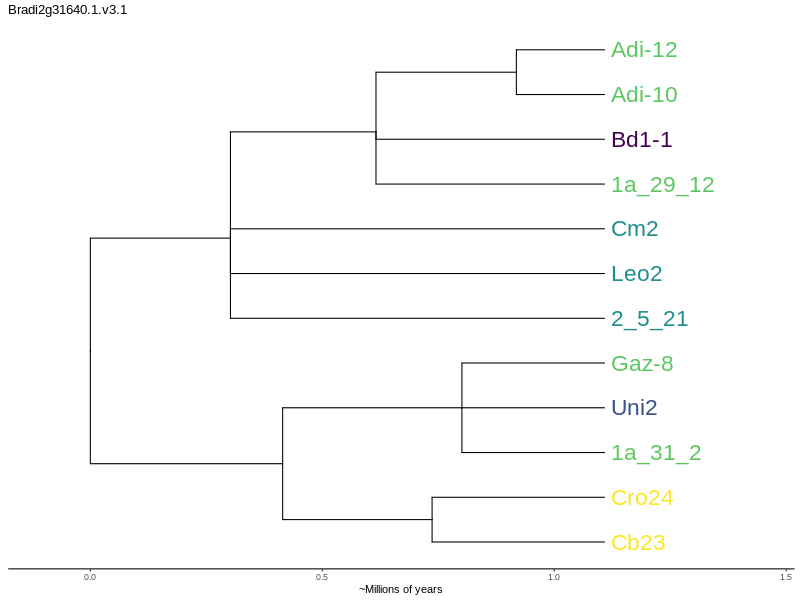 Bradi2g31640.1.v3.1
Adi-12
Adi-10
Bd1-1
1a_29_12
Cm2
Leo2
2_5_21
Gaz-8
Uni2
1a_31_2
Cro24
Cb23
0.0 0.5 1.0 1.5
~Millions of years